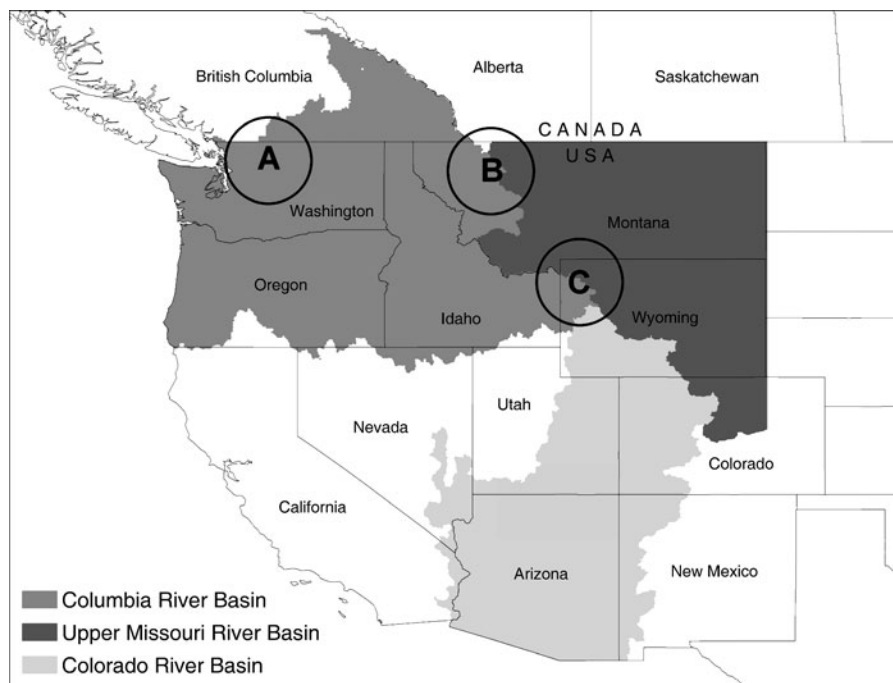 British Columbia
Alberta
Saskatchewan
CANADA
USA
A
B
Washington
Montana
Oregon
C
Idaho
Wyoming
Utah
Nevada
Colorado
California
Arizona
New Mexico
Columbia River Basin
Upper Missouri River Basin
Colorado River Basin